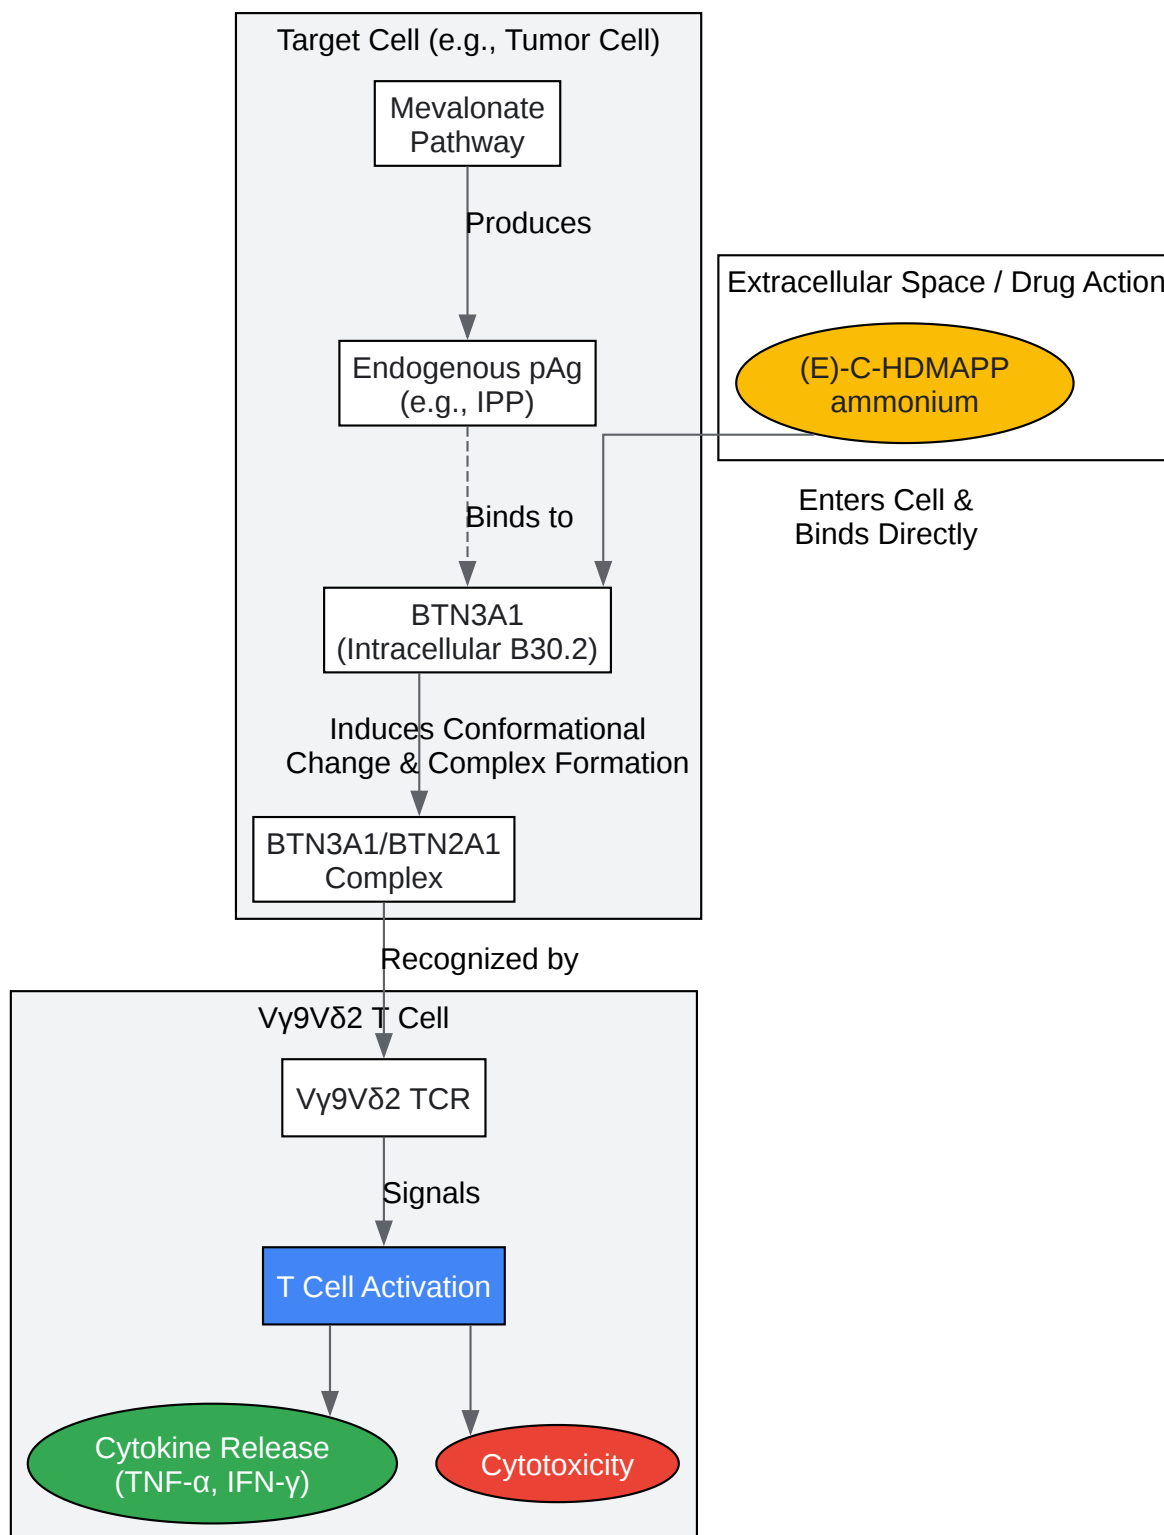 Target Cell (e.g., Tumor Cell)
Mevalonate
Pathway
Produces
Extracellular Space / Drug Action
Endogenous pAg
(e.g., IPP)
(E)-C-HDMAPP
ammonium
Binds to
Enters Cell &
Binds Directly
BTN3A1
(Intracellular B30.2)
Induces Conformational
Change & Complex Formation
BTN3A1/BTN2A1
Complex
Recognized by
Vγ9Vδ2 T Cell
Vγ9Vδ2 TCR
Signals
T Cell Activation
Cytokine Release
(TNF-α, IFN-γ)
Cytotoxicity